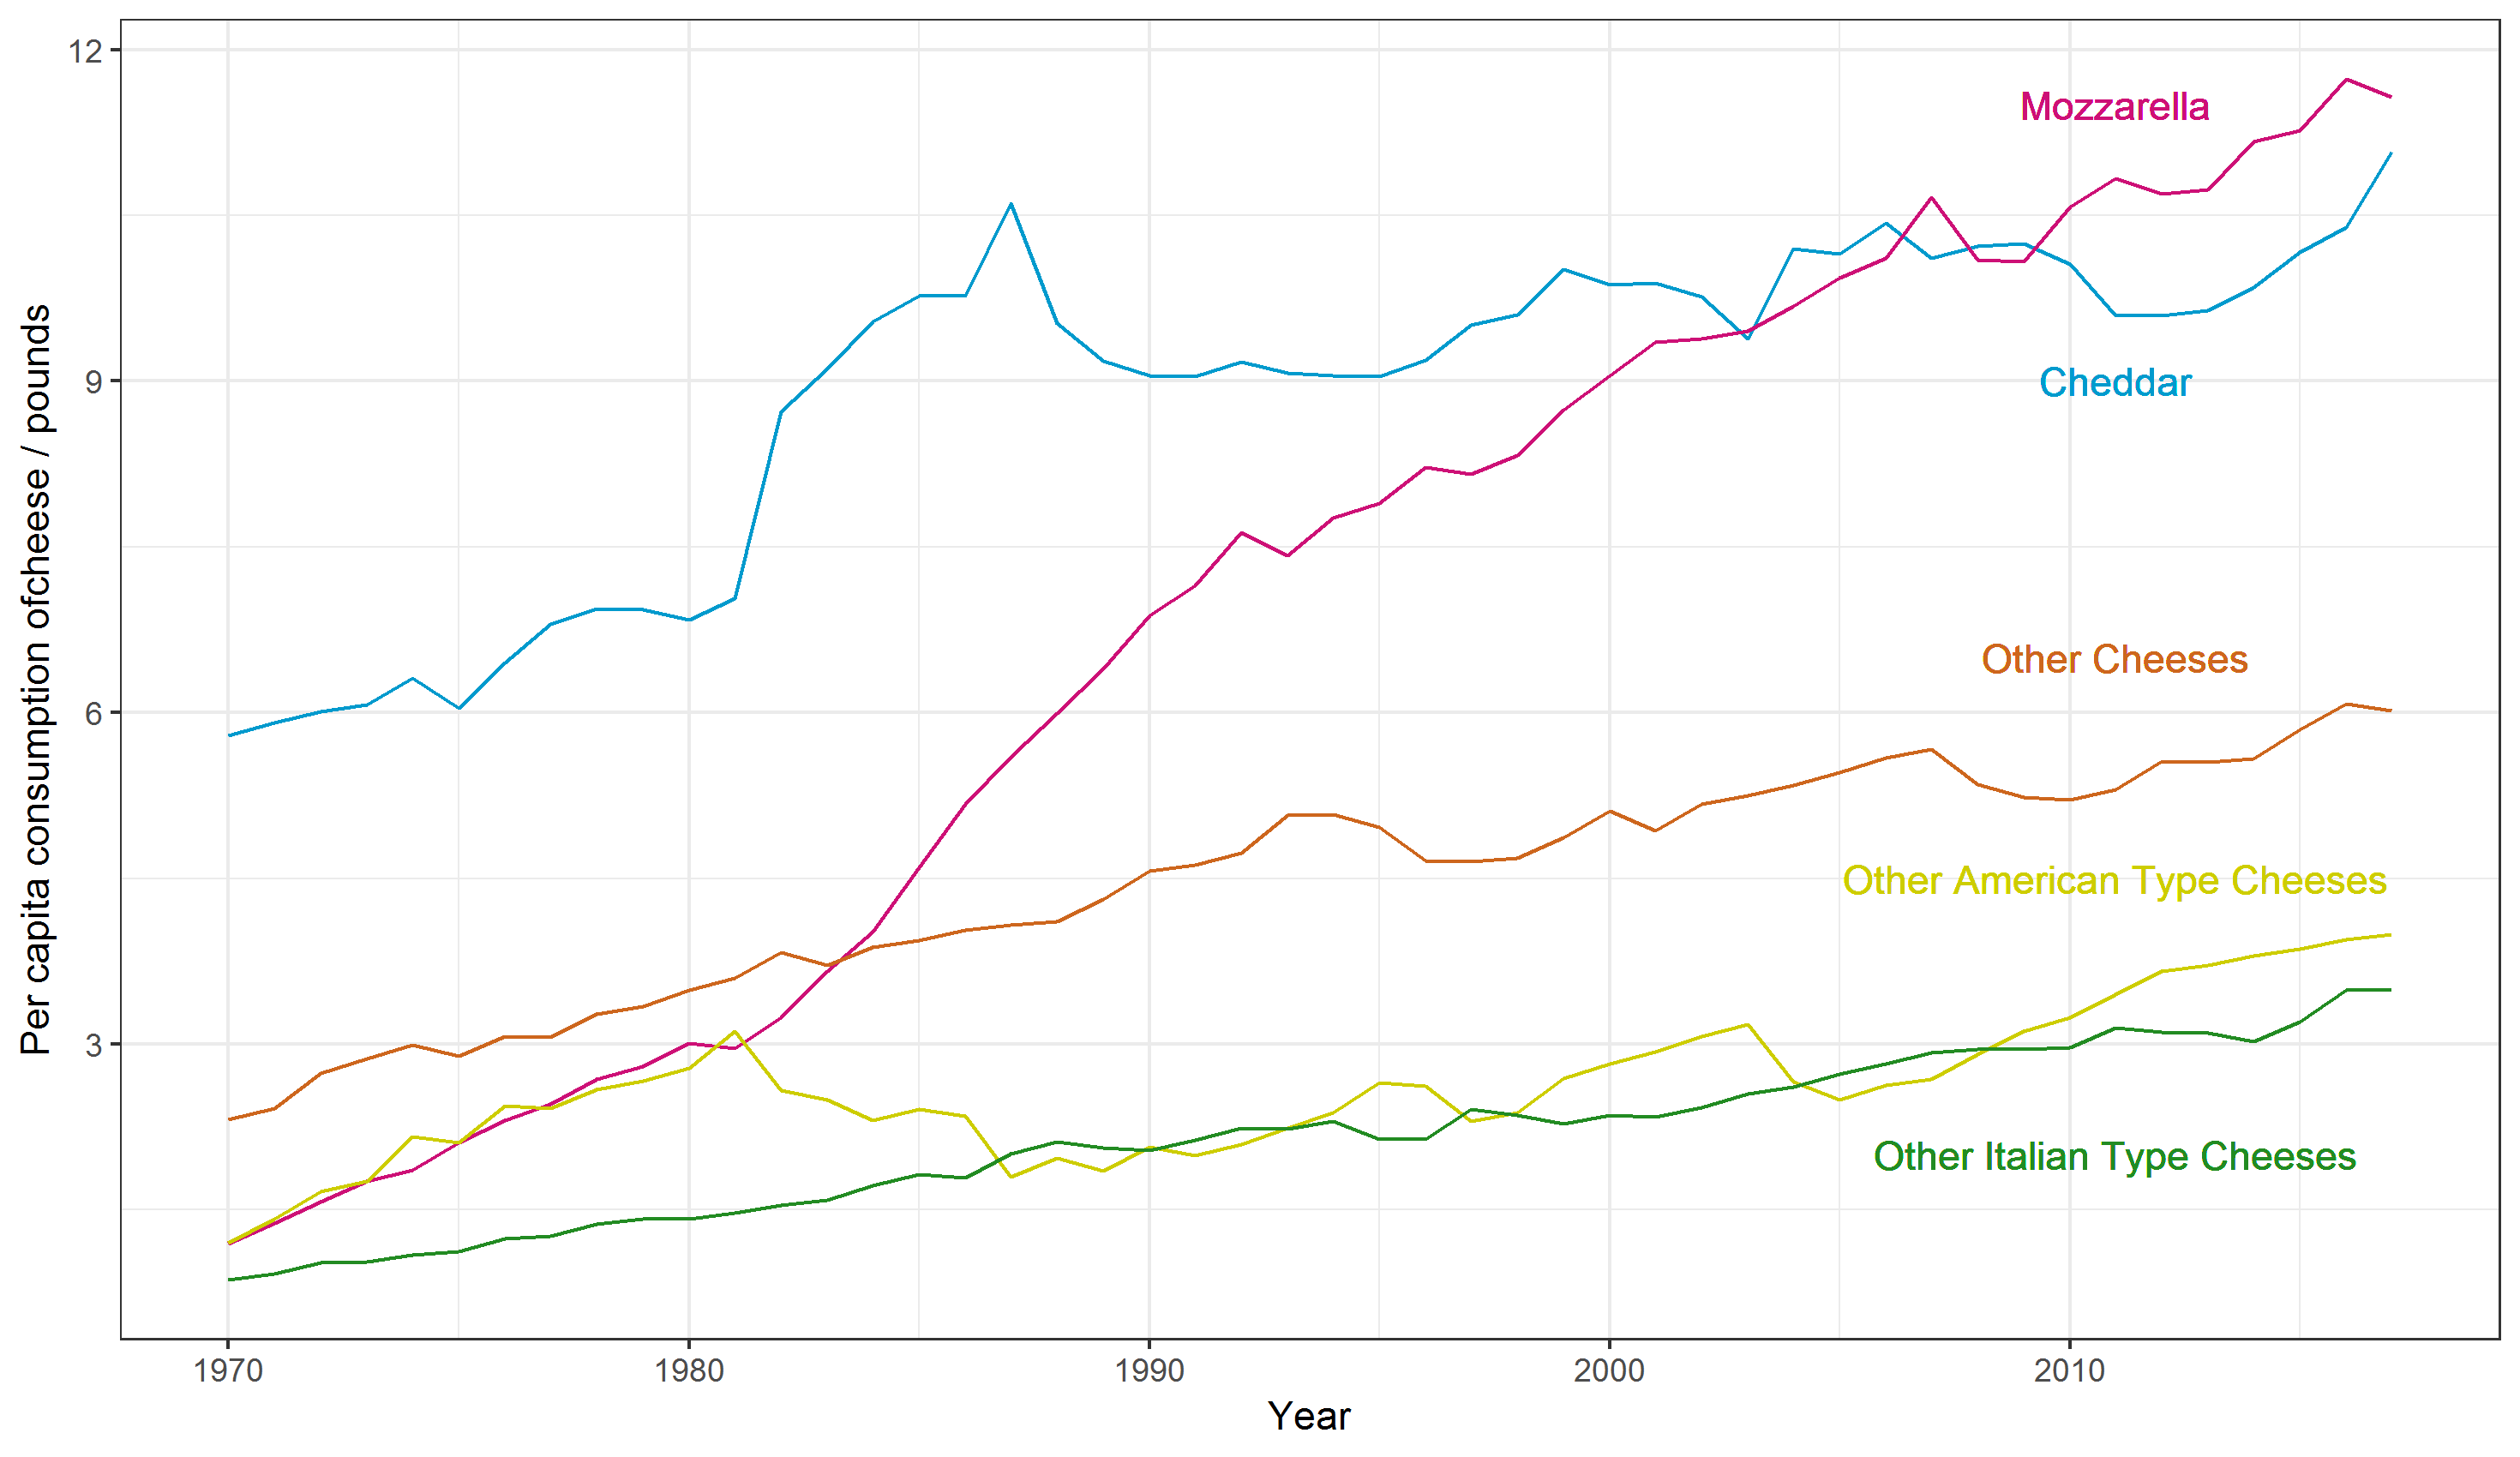 12
9
6
3
Per capita consumption ofcheese / pounds
Mozzarella
Cheddar
Other Cheeses
Other American Type Cheeses
Other Italian Type Cheeses
1970 1980 1990 2000 2010
Year